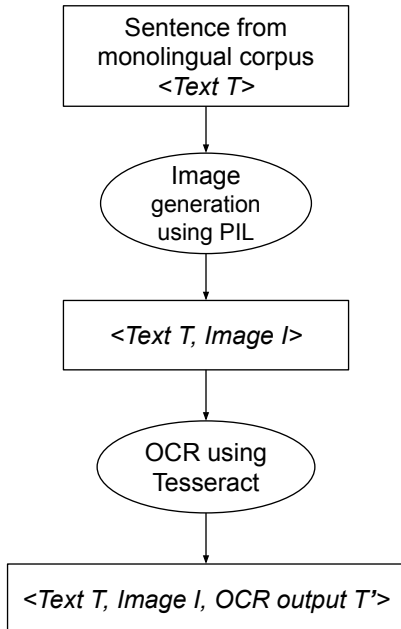 Sentence from
monolingual corpus
<Text T>
Image
generation
using PIL
<Text T, Image I>
OCR using
Tesseract
<Text T, Image I, OCR output T'>